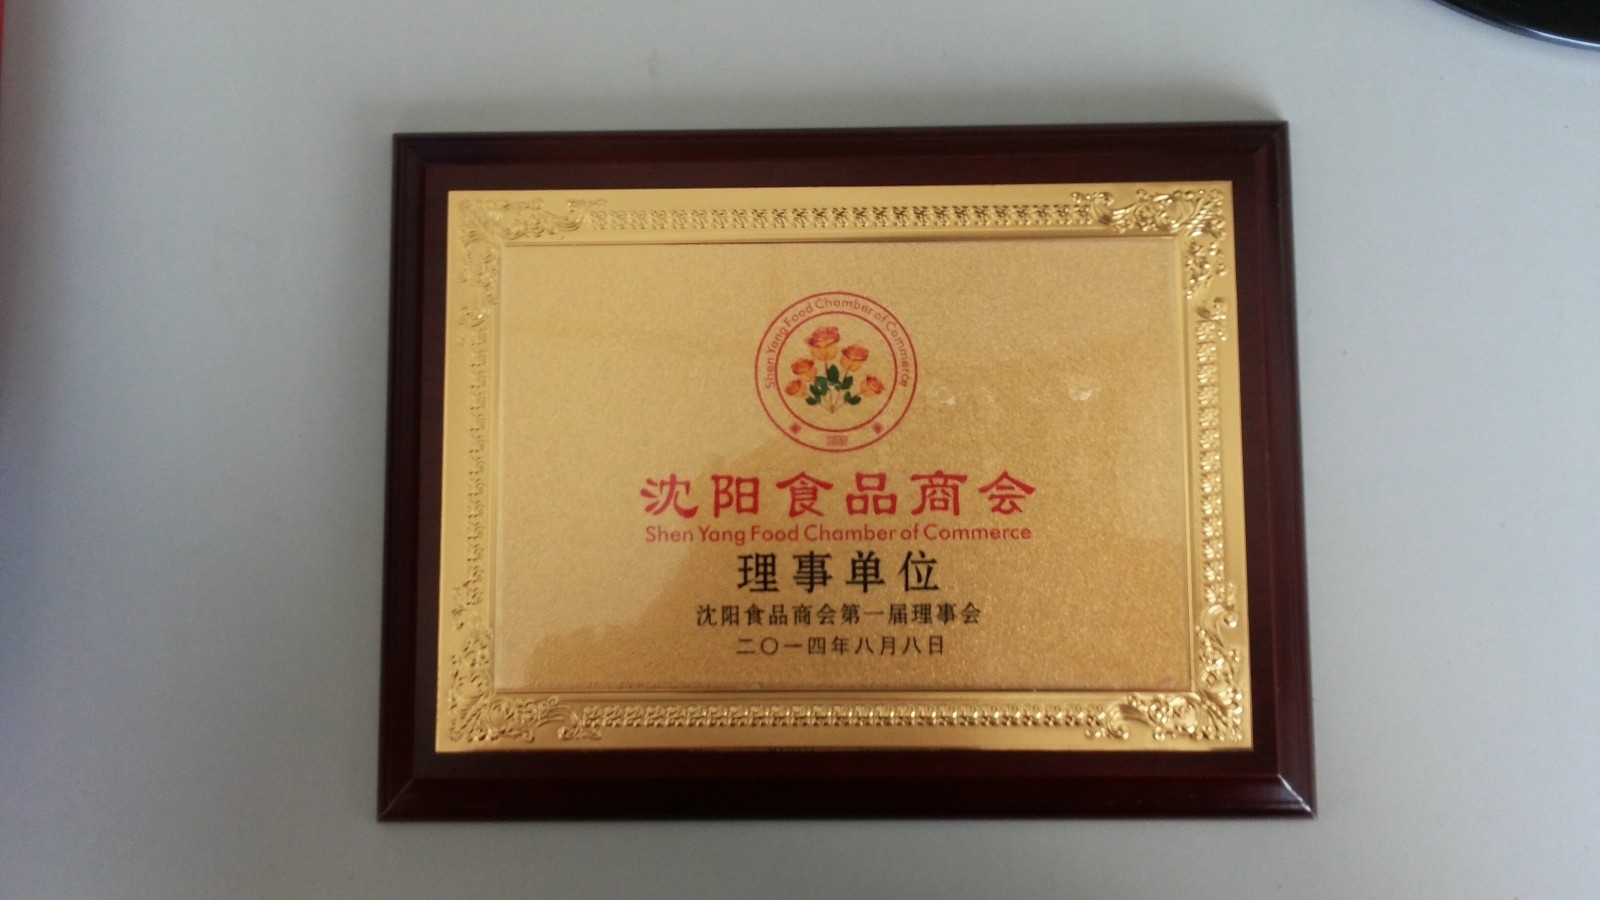 Shen Yang Food Chamber of Commerce
沈阳食品商会
Shen Yang Food Chamber of Commerce
理事单位
沈阳食品商会第一届理事会
二〇一四年八月八日